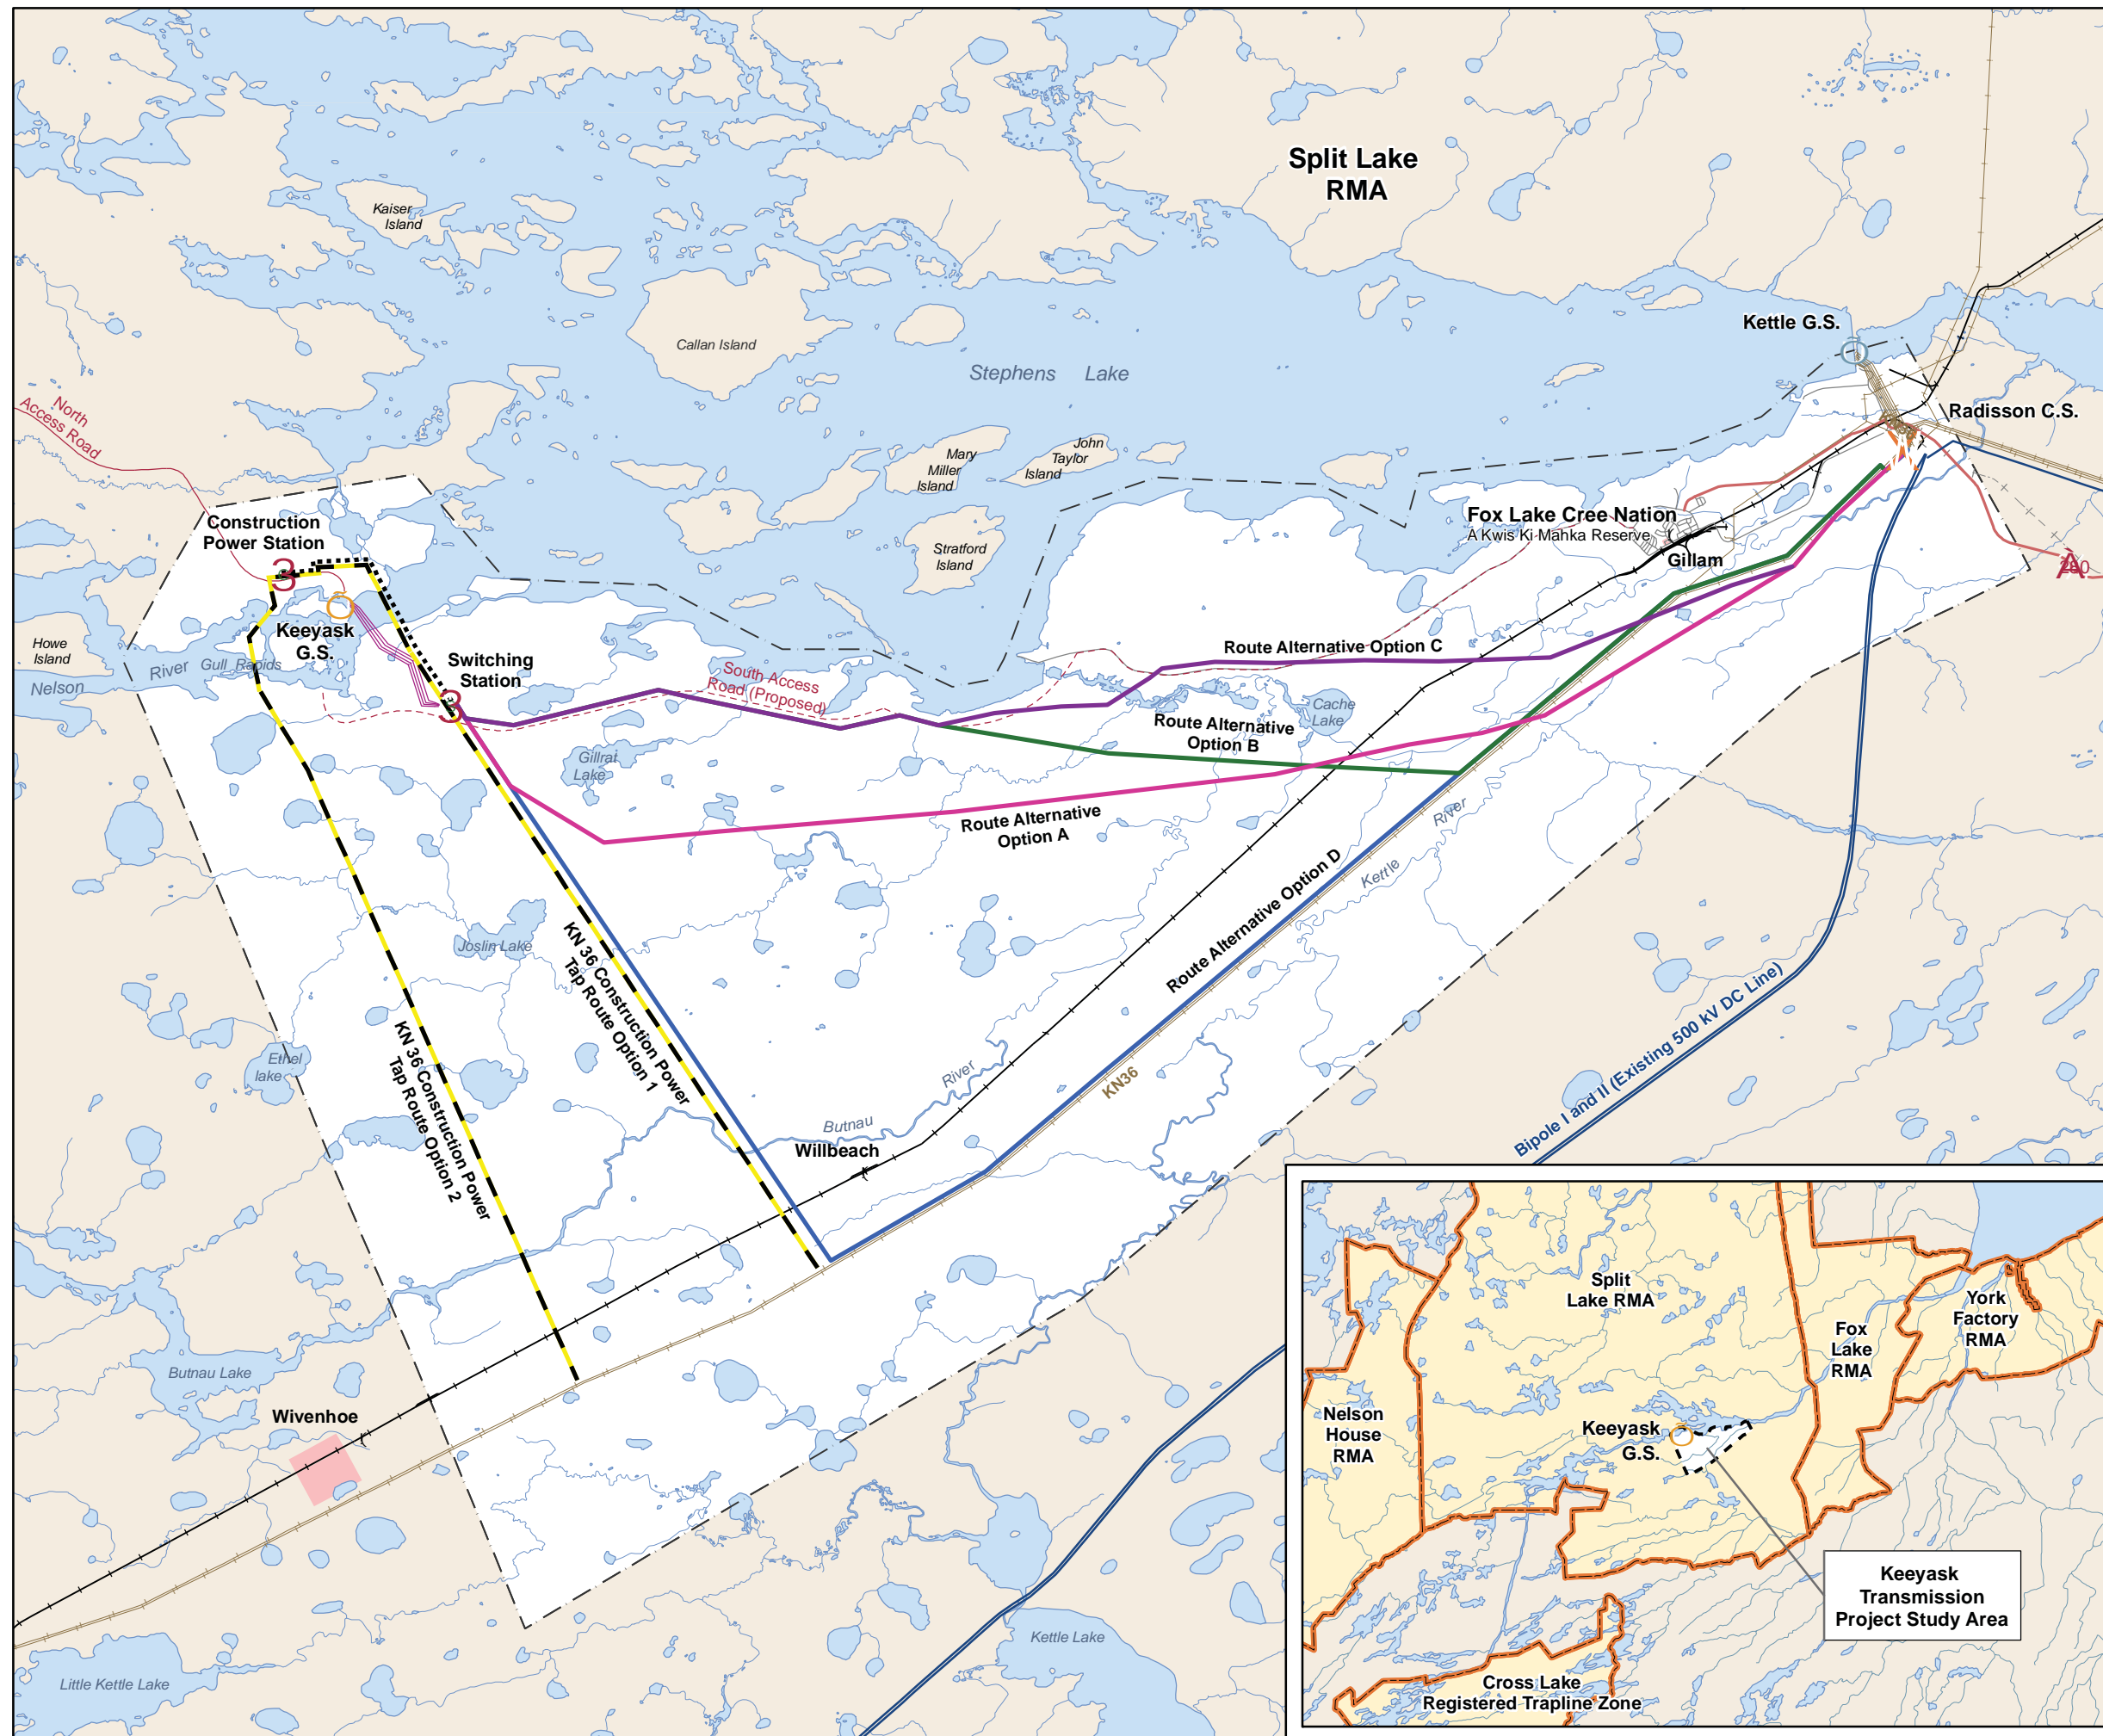 Split Lake
RMA
Kaiser
Island
Callan Island
Stephens Lake
Kettle G.S.
Radisson C.S.
North
Access Road
Mary
Miller
Island
John
Taylor
Island
Stratford
Island
Construction
Power Station
3
Fox Lake Cree Nation
A Kwis Ki Mahka Reserve
Gillam
280
Keeyask
G.S.
Howe
Island
Nelson
River
Gull Rapids
Switching
Station
3
South Access
Road (Proposed)
Route Alternative Option C
Cache
Lake
Route Alternative
Option B
Gillrat
Lake
Route Alternative
Option A
River
Kettle
Route Alternative Option D
Joslin Lake
KN 36 Construction Power
Tap Route Option 1
KN 36 Construction Power
Tap Route Option 2
Ethel
lake
River
Butnau
KN36
Willbeach
Bipole I and II (Existing 500 kV DC Line)
Butnau Lake
Wivenhoe
Kettle Lake
Little Kettle Lake
Split
Lake RMA
York
Factory
RMA
Fox
Lake
RMA
Nelson
House
RMA
Keeyask
G.S.
Keeyask
Transmission
Project Study Area
Cross Lake
Registered Trapline Zone